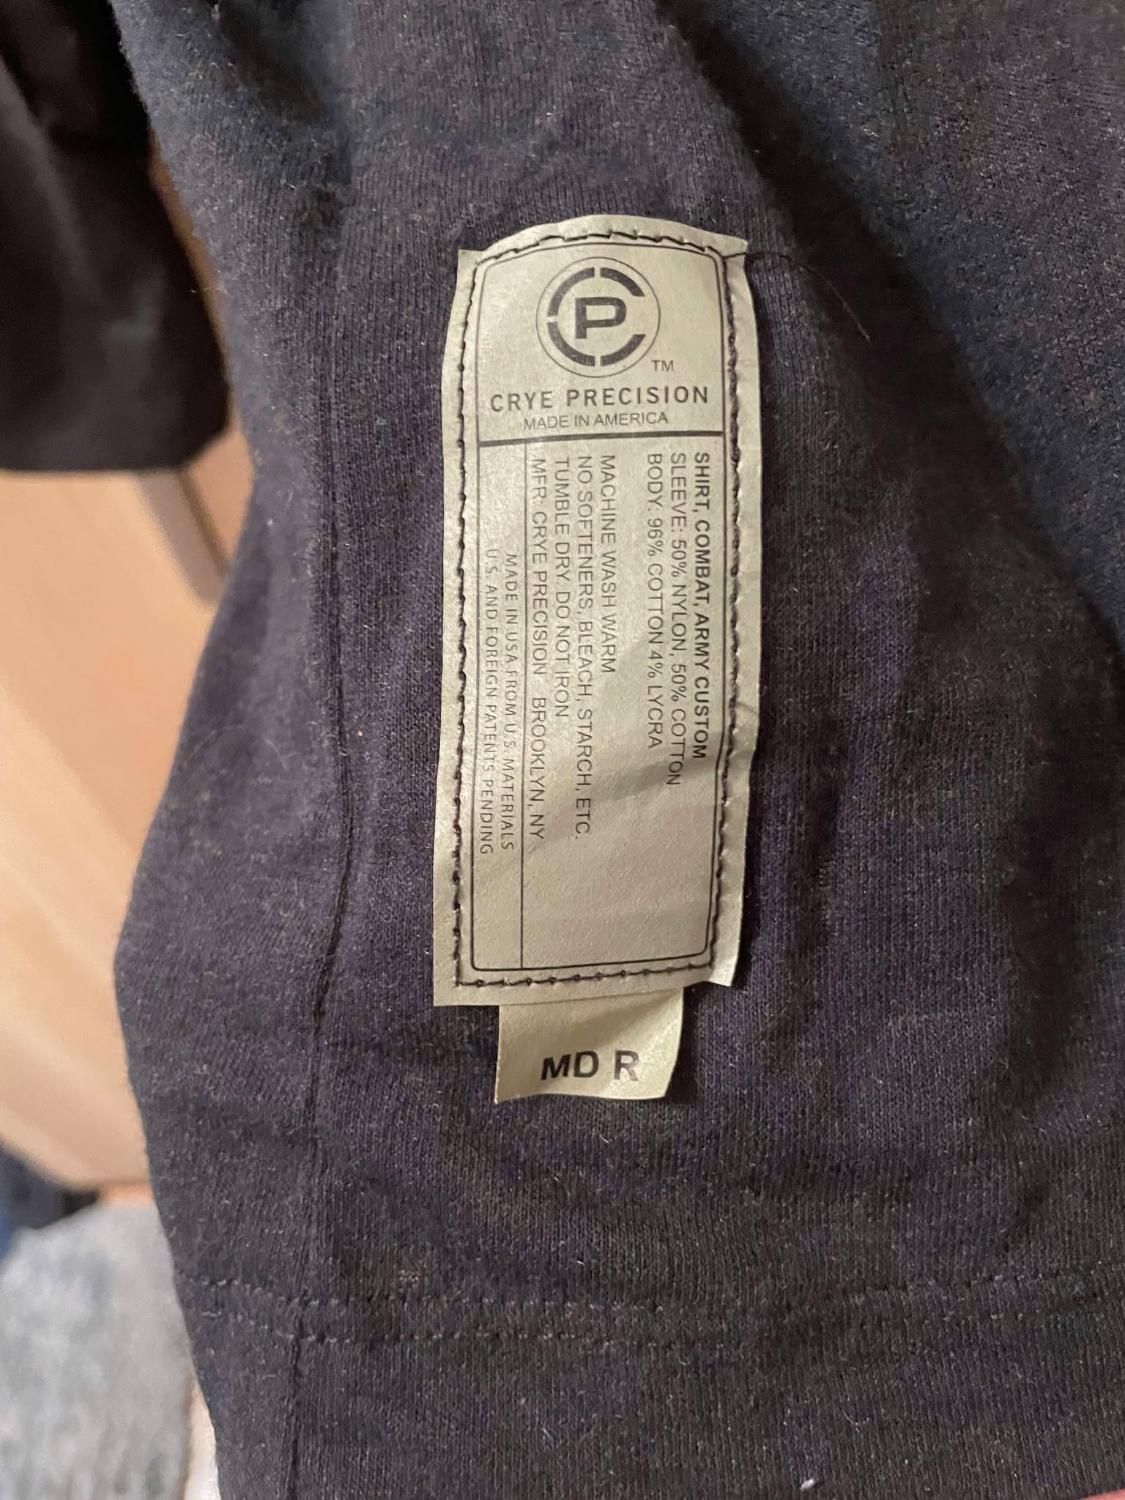 CP
TM
CRYE PRECISION
MADE IN AMERICA
SHIRT, COMBAT, ARMY CUSTOM
SLEEVE: 50% NYLON, 50% COTTON
BODY: 96% COTTON 4% LYCRA
MACHINE WASH WARM
NO SOFTENERS, BLEACH, STARCH, ETC.
TUMBLE DRY. DO NOT IRON
MFR: CRYE PRECISION BROOKLYN, NY
MADE IN USA FROM U.S. MATERIALS
U.S. AND FOREIGN PATENTS PENDING
MD R